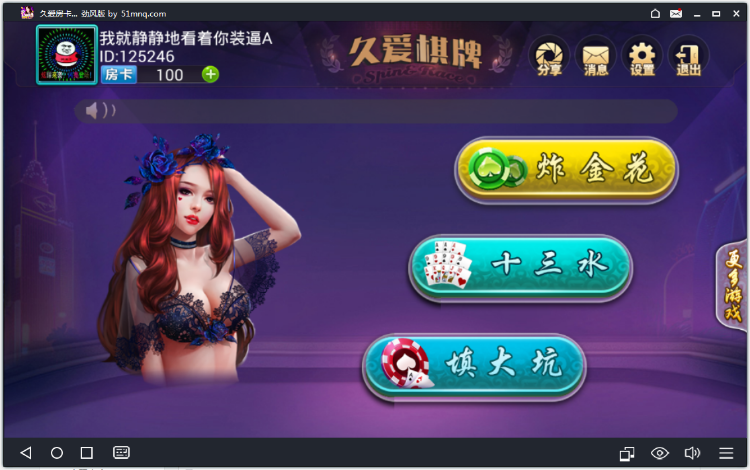 久爱房卡... 劲风版 by 51mnq.com
我就静静地看着你装逼A
ID:125246
房卡 100
久爱棋牌
分享 消息 设置 退出
炸金花
十三水
填大坑
更多游戏